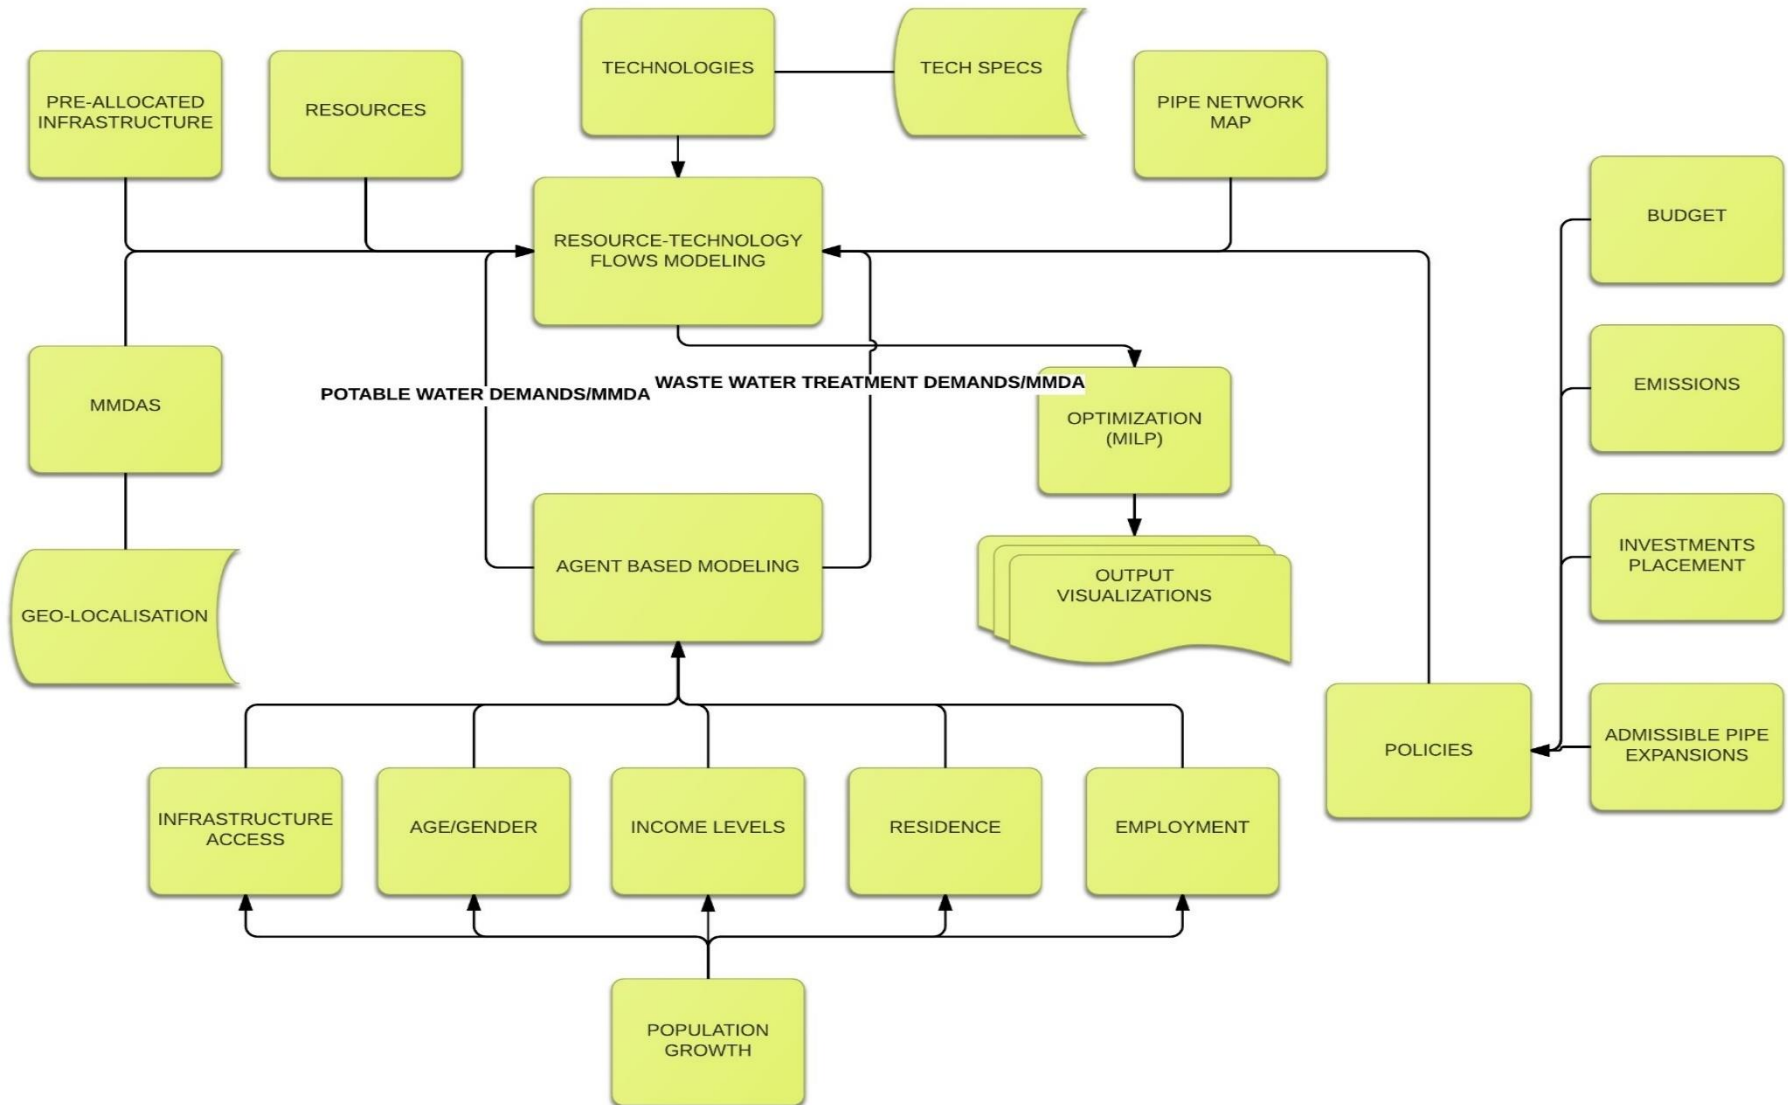 TECHNOLOGIES
TECH SPECS
PRE-ALLOCATED
INFRASTRUCTURE
RESOURCES
PIPE NETWORK
MAP
BUDGET
RESOURCE-TECHNOLOGY
FLOWS MODELING
EMISSIONS
MMDAS
POTABLE WATER DEMANDS/MMDA
WASTE WATER TREATMENT DEMANDS/MMDA
OPTIMIZATION
(MILP)
INVESTMENTS
PLACEMENT
AGENT BASED MODELING
OUTPUT
VISUALIZATIONS
GEO-LOCALISATION
POLICIES
ADMISSIBLE PIPE
EXPANSIONS
INFRASTRUCTURE
ACCESS
AGE/GENDER
INCOME LEVELS
RESIDENCE
EMPLOYMENT
POPULATION
GROWTH